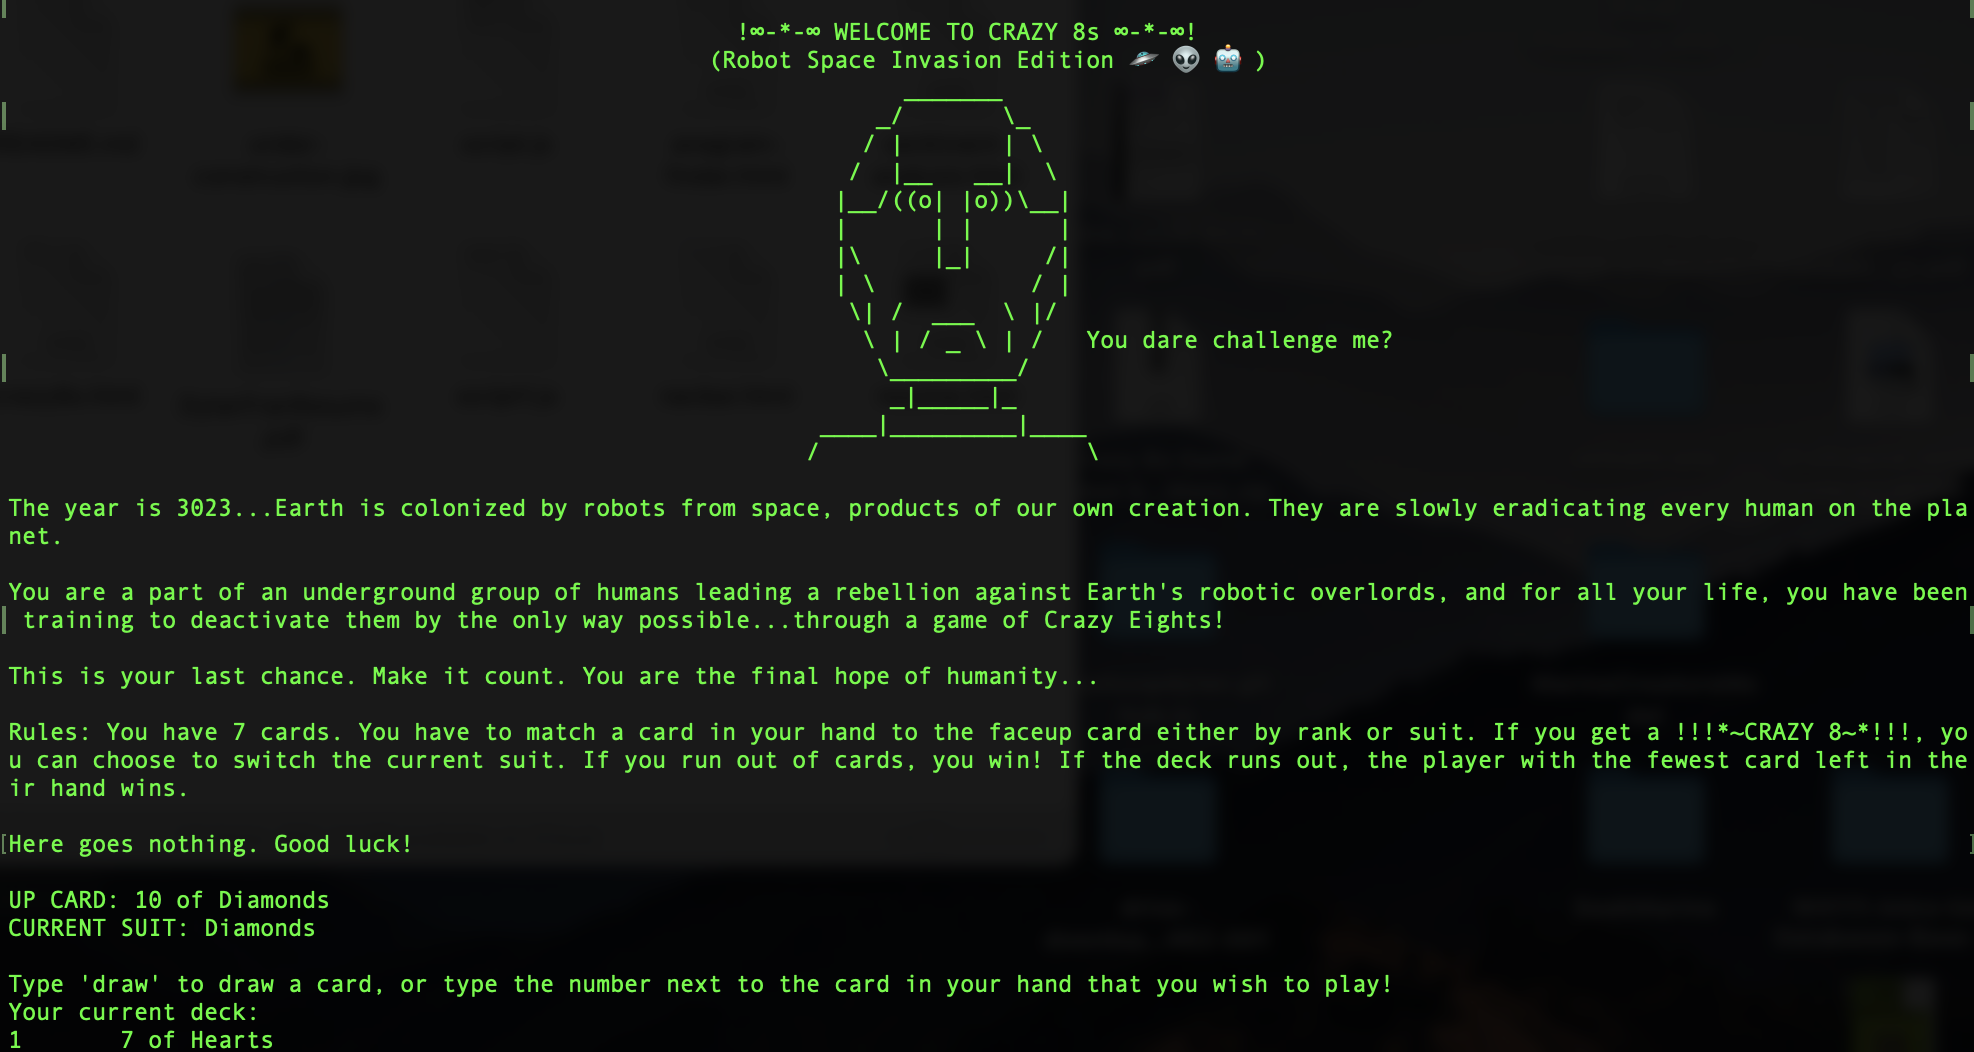 !∞-*-∞ WELCOME TO CRAZY 8s ∞-*-∞!
(Robot Space Invasion Edition 🛸 👽 🤖 )
You dare challenge me?
The year is 3023...Earth is colonized by robots from space, products of our own creation. They are slowly eradicating every human on the pla
net.
You are a part of an underground group of humans leading a rebellion against Earth's robotic overlords, and for all your life, you have been
training to deactivate them by the only way possible...through a game of Crazy Eights!
This is your last chance. Make it count. You are the final hope of humanity...
Rules: You have 7 cards. You have to match a card in your hand to the faceup card either by rank or suit. If you get a !!!*~CRAZY 8~*!!!, yo
u can choose to switch the current suit. If you run out of cards, you win! If the deck runs out, the player with the fewest card left in the
ir hand wins.
Here goes nothing. Good luck!
UP CARD: 10 of Diamonds
CURRENT SUIT: Diamonds
Type 'draw' to draw a card, or type the number next to the card in your hand that you wish to play!
Your current deck:
1 7 of Hearts